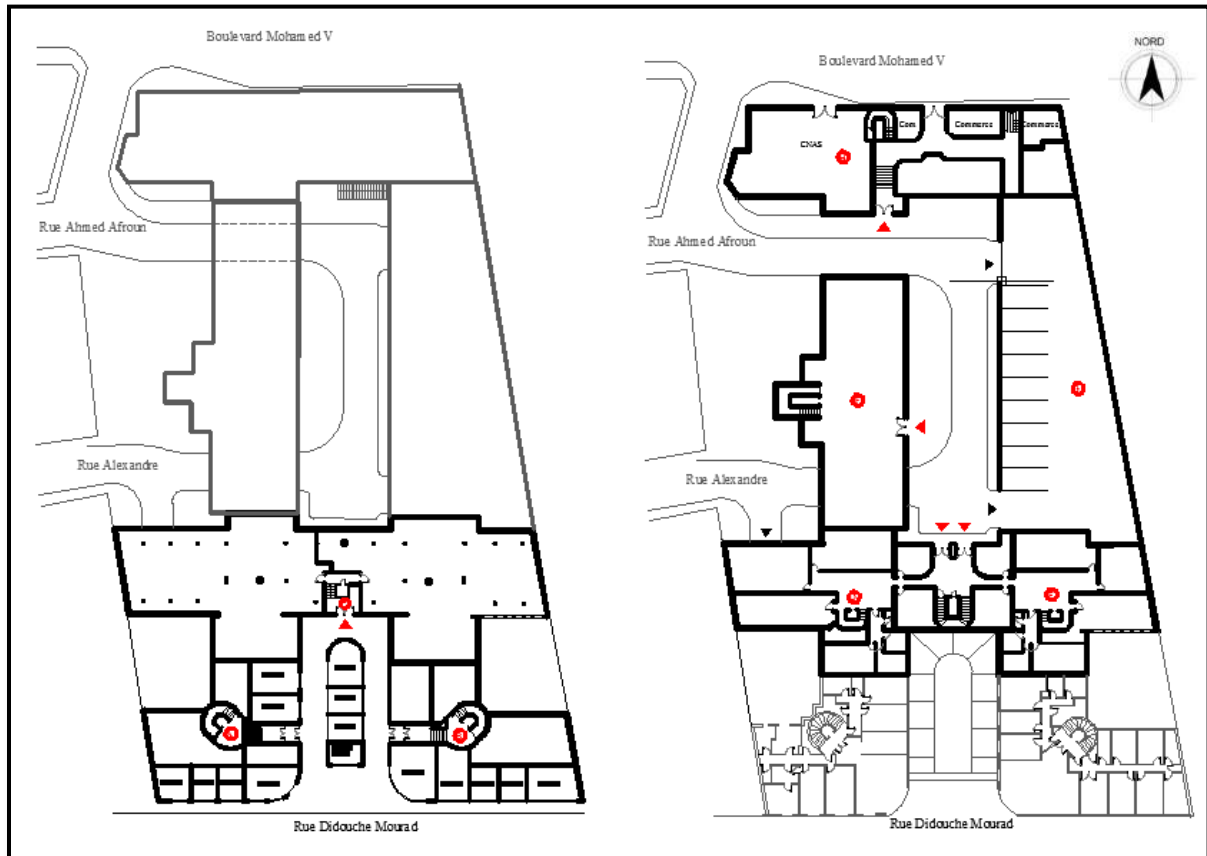 Boulevard Mohamed V
Rue Ahmed Afroun
Rue Alexandre
Rue Didouche Mourad
NORD
Boulevard Mohamed V
Com
Commerce
Commerce
CNAS
Rue Ahmed Afroun
Rue Alexandre
Rue Didouche Mourad